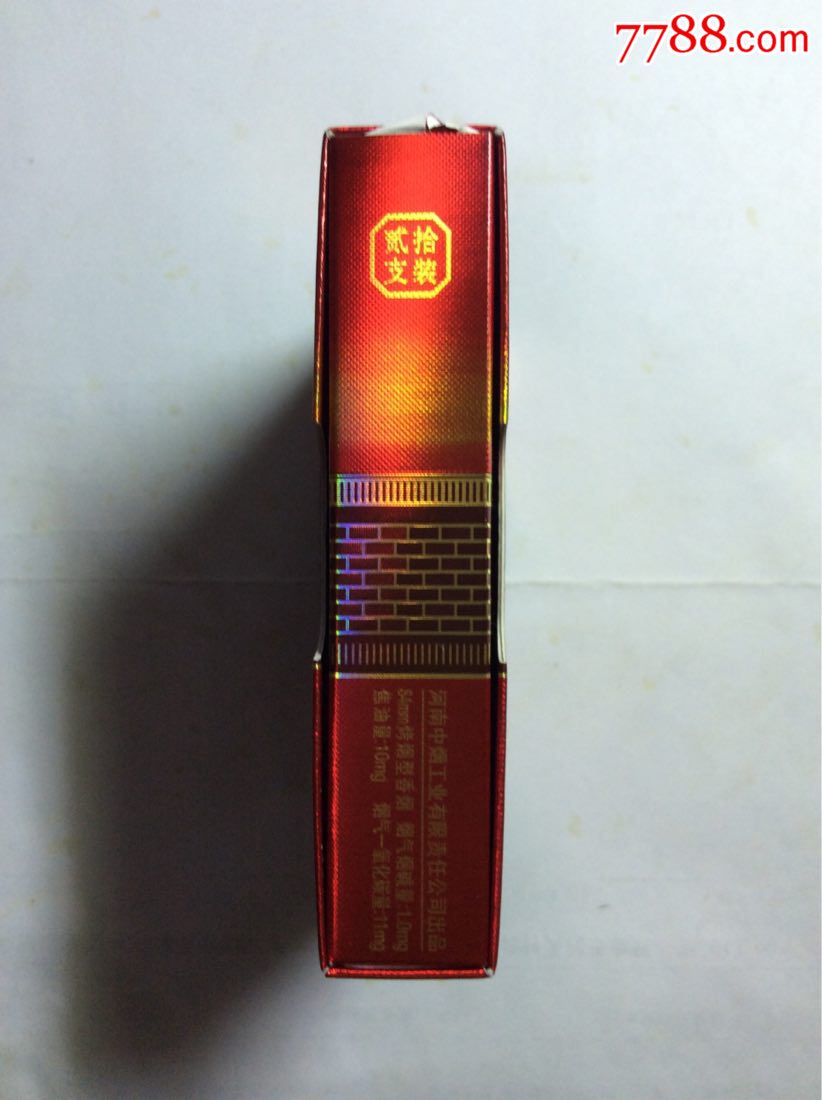 7788.com
贰拾
支装
河南中烟工业有限责任公司出品
84mm烤烟型香烟 烟气烟碱量:1.0mg
焦油量:10mg 烟气一氧化碳量:11mg